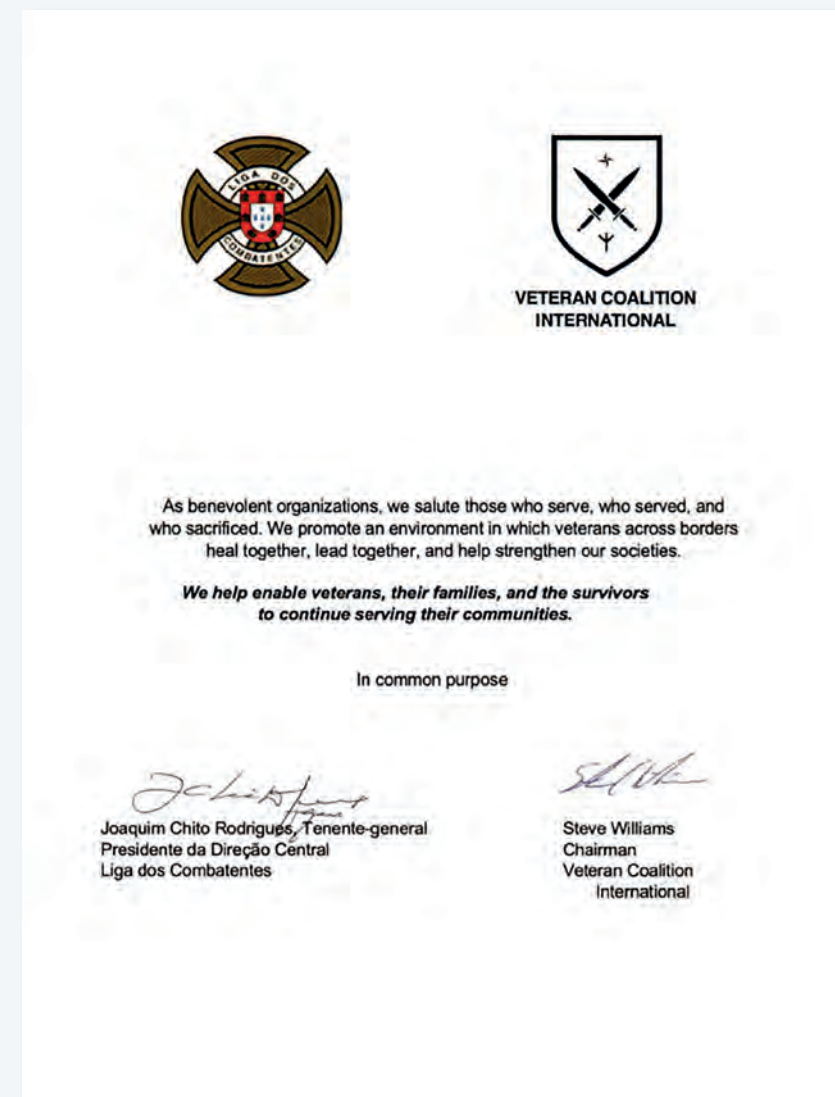 LIGA DOS
COMBATENTES
VETERAN COALITION
INTERNATIONAL
As benevolent organizations, we salute those who serve, who served, and
who sacrificed. We promote an environment in which veterans across borders
heal together, lead together, and help strengthen our societies.
We help enable veterans, their families, and the survivors
to continue serving their communities.
In common purpose
Joaquim Chito Rodrigues, Tenente-general
Presidente da Direção Central
Liga dos Combatentes
Steve Williams
Chairman
Veteran Coalition
International